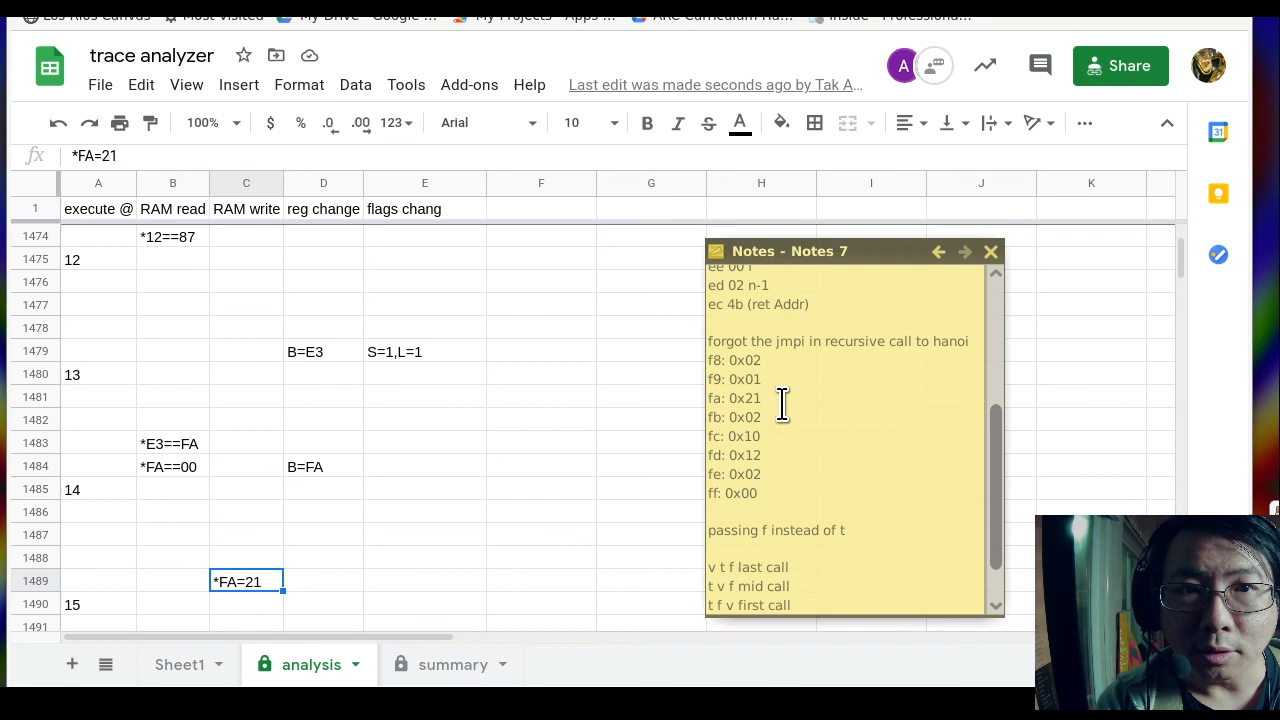 trace analyzer
File Edit View Insert Format Data Tools Add-ons Help Last edit was made seconds ago by Tak A…
A
Share
100% $ % .0 .00 123 Arial 10 B I S A
31
fx *FA=21
A B C D E F G H I J K
1 execute @ RAM read RAM write reg change flags chang
1474 *12==87
1475 12
1476
1477
1478
1479 B=E3 S=1,L=1
1480 13
1481
1482
1483 *E3==FA
1484 *FA==00 B=FA
1485 14
1486
1487
1488
1489 *FA=21
1490 15
1491
Notes - Notes 7
ee 00 f
ed 02 n-1
ec 4b (ret Addr)
forgot the jmpi in recursive call to hanoi
f8: 0x02
f9: 0x01
fa: 0x21
fb: 0x02
fc: 0x10
fd: 0x12
fe: 0x02
ff: 0x00
passing f instead of t
v t f last call
t v f mid call
t f v first call
Sheet1 analysis summary